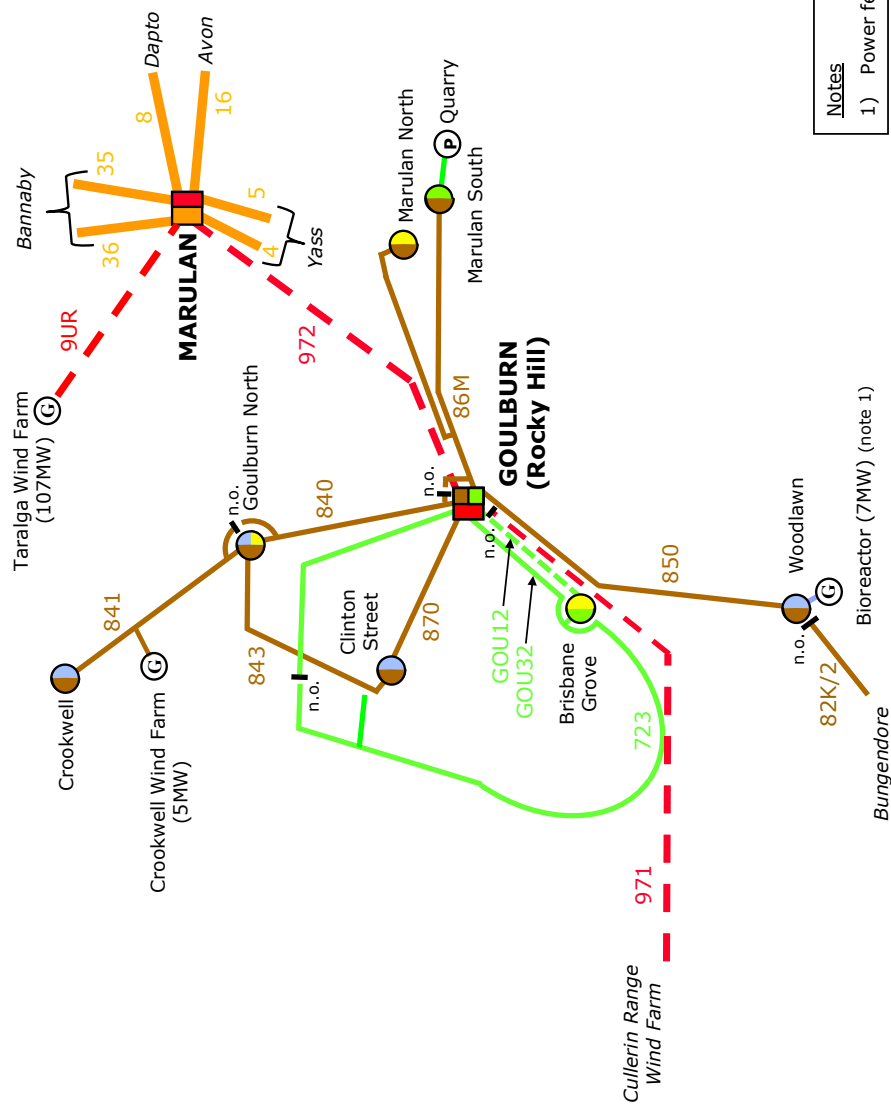 Taralga Wind Farm
(107MW)
G
9UR
Bannaby
36
35
8
Dapto
16
Avon
5
4
Yass
MARULAN
972
Crookwell
841
G
Crookwell Wind Farm
(5MW)
n.o.
Goulburn North
840
843
n.o.
Clinton
Street
870
n.o.
86M
Marulan North
Marulan South
P
Quarry
GOULBURN
(Rocky Hill)
n.o.
GOU12
GOU32
Brisbane
Grove
723
971
Cullerin Range
Wind Farm
850
Woodlawn
n.o.
G
Bioreactor (7MW) (note 1)
82K/2
Bungendore
Notes
1) Power fe